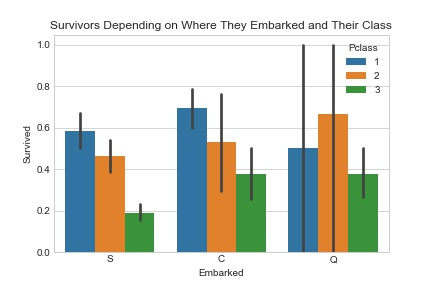 Survivors Depending on Where They Embarked and Their Class
Pclass
1
2
3
1.0
0.8
0.6
0.4
0.2
0.0
Survived
S C Q
Embarked